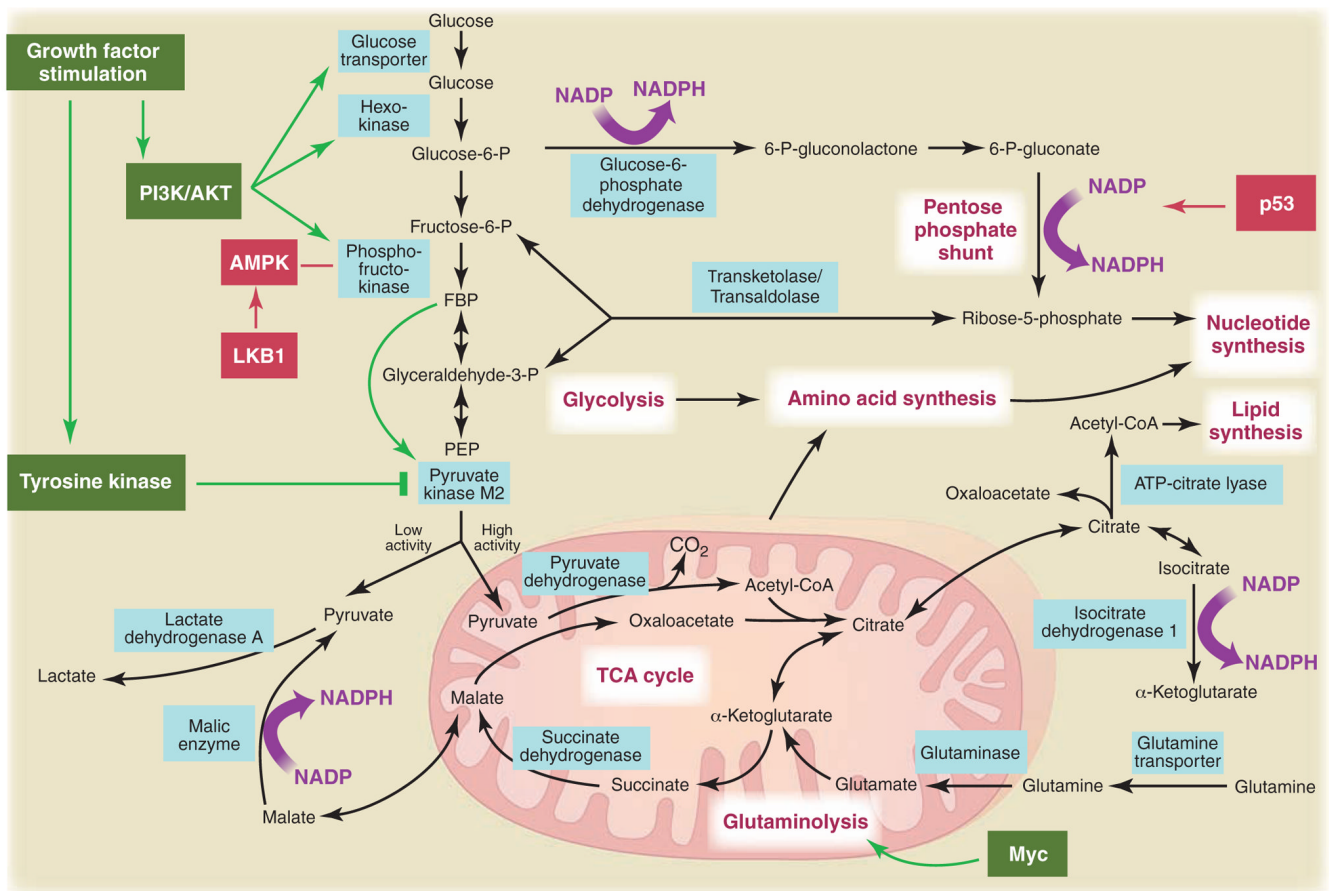 Growth factor
stimulation
PI3K/AKT
AMPK
LKB1
Tyrosine kinase
Glucose
Glucose
transporter
Glucose
Hexo-
kinase
Glucose-6-P
Fructose-6-P
Phospho-
fructo-
kinase
FBP
Glyceraldehyde-3-P
PEP
Pyruvate
kinase M2
Low
activity
High
activity
NADP
NADPH
Glucose-6-
phosphate
dehydrogenase
6-P-gluconolactone
6-P-gluconate
Pentose
phosphate
shunt
NADP
NADPH
p53
Transketolase/
Transaldolase
Ribose-5-phosphate
Nucleotide
synthesis
Glycolysis
Amino acid synthesis
Acetyl-CoA
Lipid
synthesis
ATP-citrate lyase
Oxaloacetate
Citrate
Isocitrate
Isocitrate
dehydrogenase 1
NADP
NADPH
α-Ketoglutarate
Pyruvate
Lactate
dehydrogenase A
Lactate
Malic
enzyme
NADPH
NADP
Malate
Pyruvate
Pyruvate
dehydrogenase
CO2
Acetyl-CoA
Oxaloacetate
Citrate
TCA cycle
Malate
α-Ketoglutarate
Succinate
dehydrogenase
Succinate
Glutamate
Glutaminase
Glutamine
Glutamine
transporter
Glutamine
Glutaminolysis
Myc